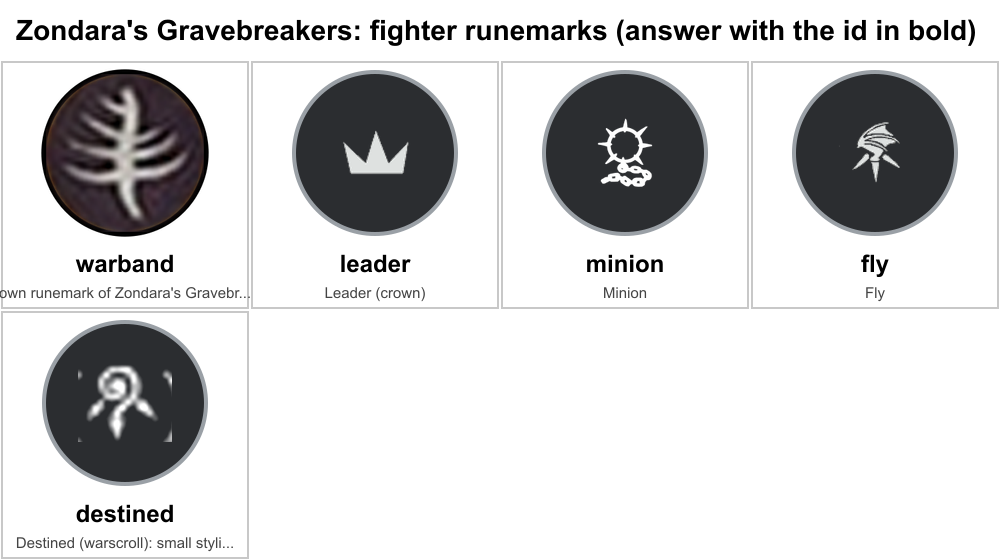 Zondara's Gravebreakers: fighter runemarks (answer with the id in bold)
warband
leader
minion
fly
own runemark of Zondara's Gravebr...
Leader (crown)
Minion
Fly
destined
Destined (warscroll): small styli...